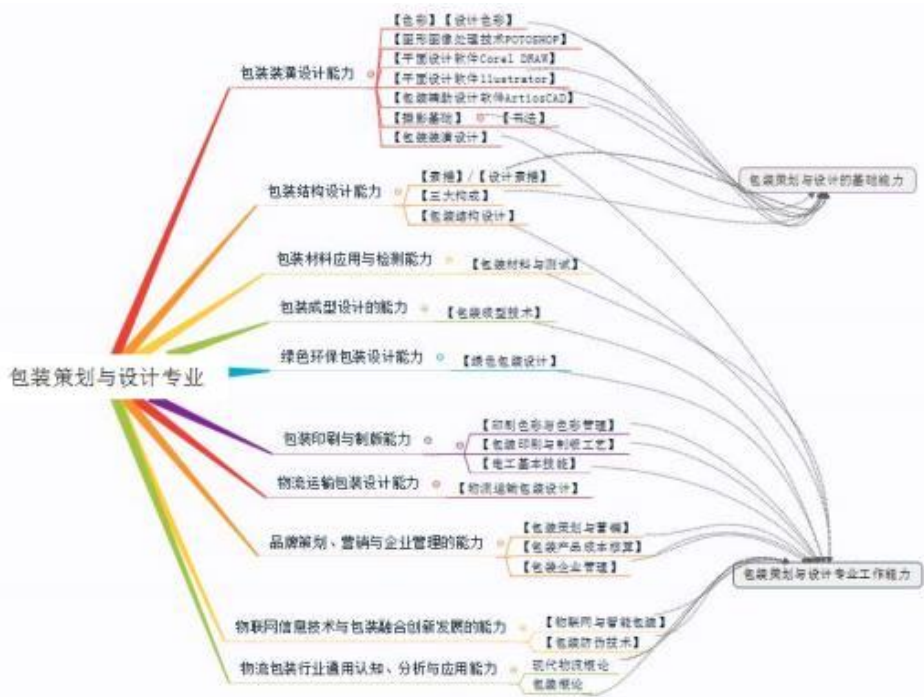 包装策划与设计专业
包装装潢设计能力
【色彩】【设计色彩】
【图形图像处理技术POTOSHOP】
【平面设计软件Corel DRAW】
【平面设计软件llustrator】
【包装辅助设计软件ArtiosCAD】
【摄影基础】 【书法】
【包装装潢设计】
包装结构设计能力
【素描】/【设计素描】
【三大构成】
【包装结构设计】
包装材料应用与检测能力
【包装材料与测试】
包装成型设计的能力
【包装成型技术】
绿色环保包装设计能力
【绿色包装设计】
包装印刷与制版能力
【印刷色彩与色彩管理】
【包装印刷与制板工艺】
【电工基本技能】
物流运输包装设计能力
【物流运输包装设计】
品牌策划、营销与企业管理的能力
【包装策划与营销】
【包装产品成本核算】
【包装企业管理】
物联网信息技术与包装融合创新发展的能力
【物联网与智能包装】
【包装防伪技术】
物流包装行业通用认知、分析与应用能力
现代物流概论
包装概论
包装策划与设计的基础能力
包装策划与设计专业工作能力